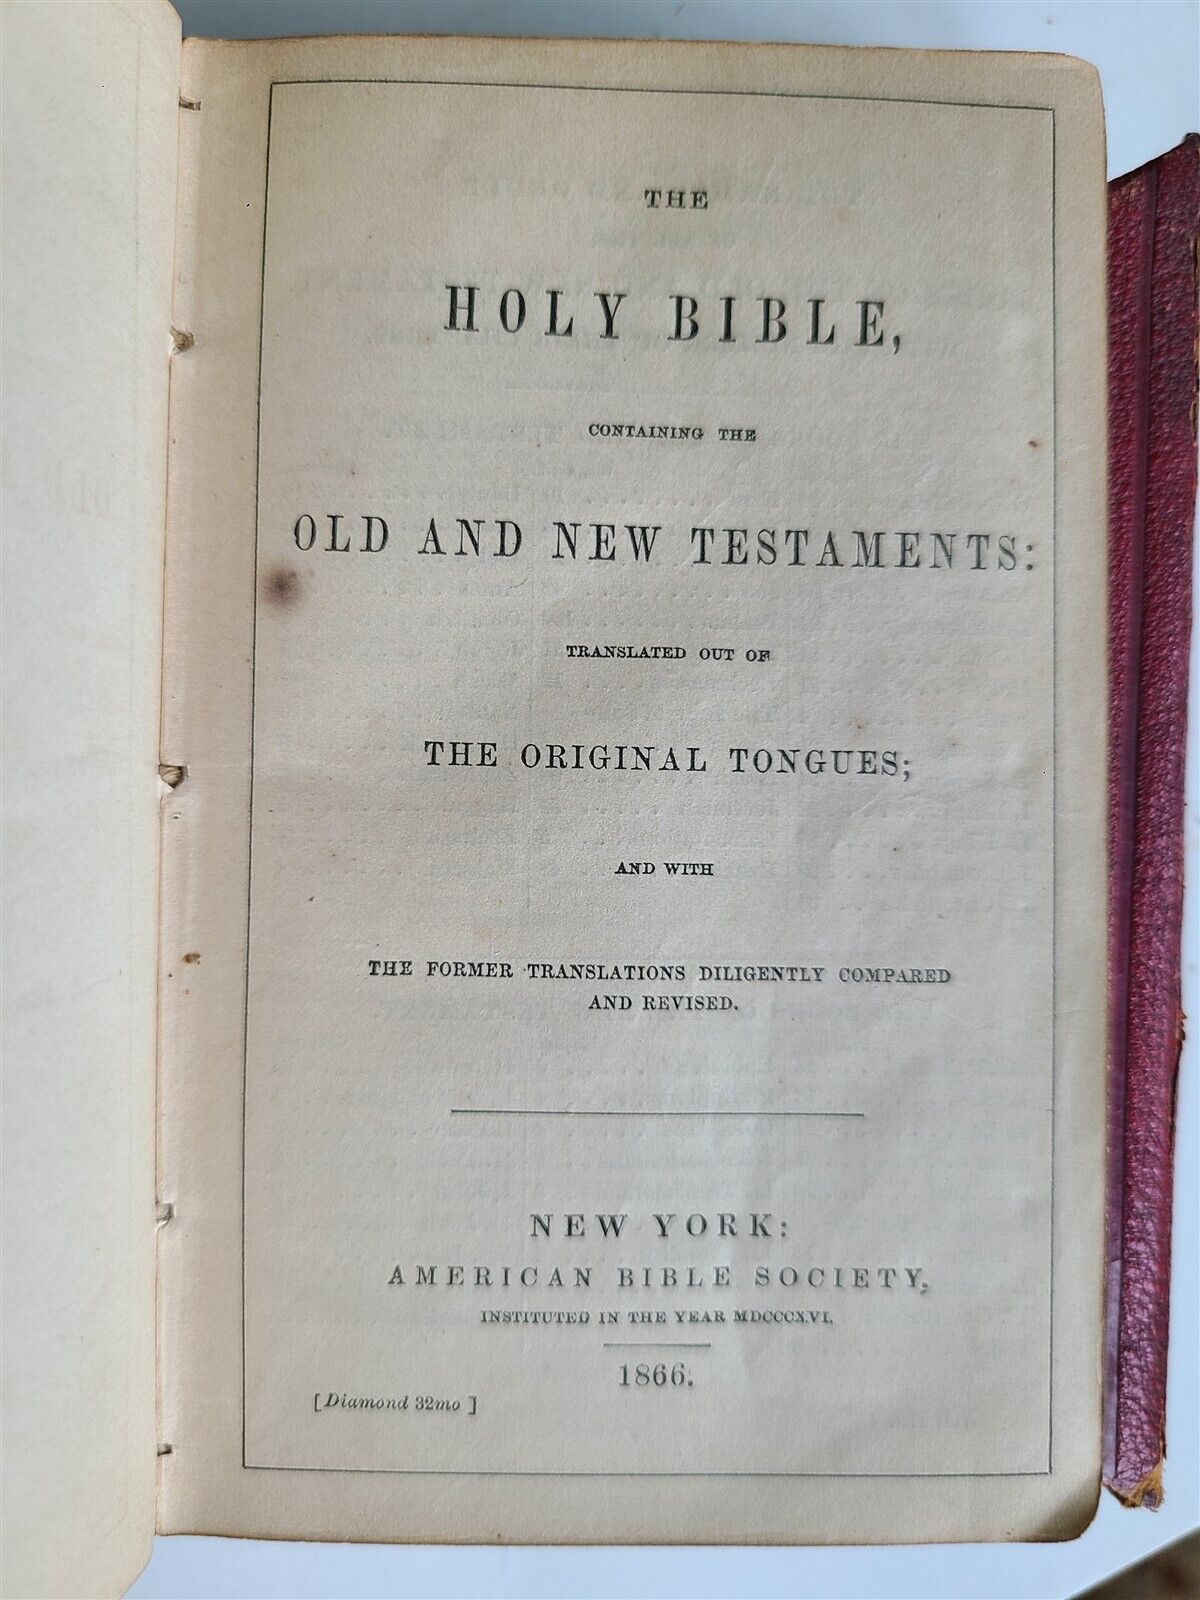 THE
HOLY BIBLE,
CONTAINING THE
OLD AND NEW TESTAMENTS:
TRANSLATED OUT OF
THE ORIGINAL TONGUES;
AND WITH
THE FORMER TRANSLATIONS DILIGENTLY COMPARED
AND REVISED.
NEW YORK:
AMERICAN BIBLE SOCIETY,
INSTITUTED IN THE YEAR MDCCCXVI.
1866.
[Diamond 32mo]